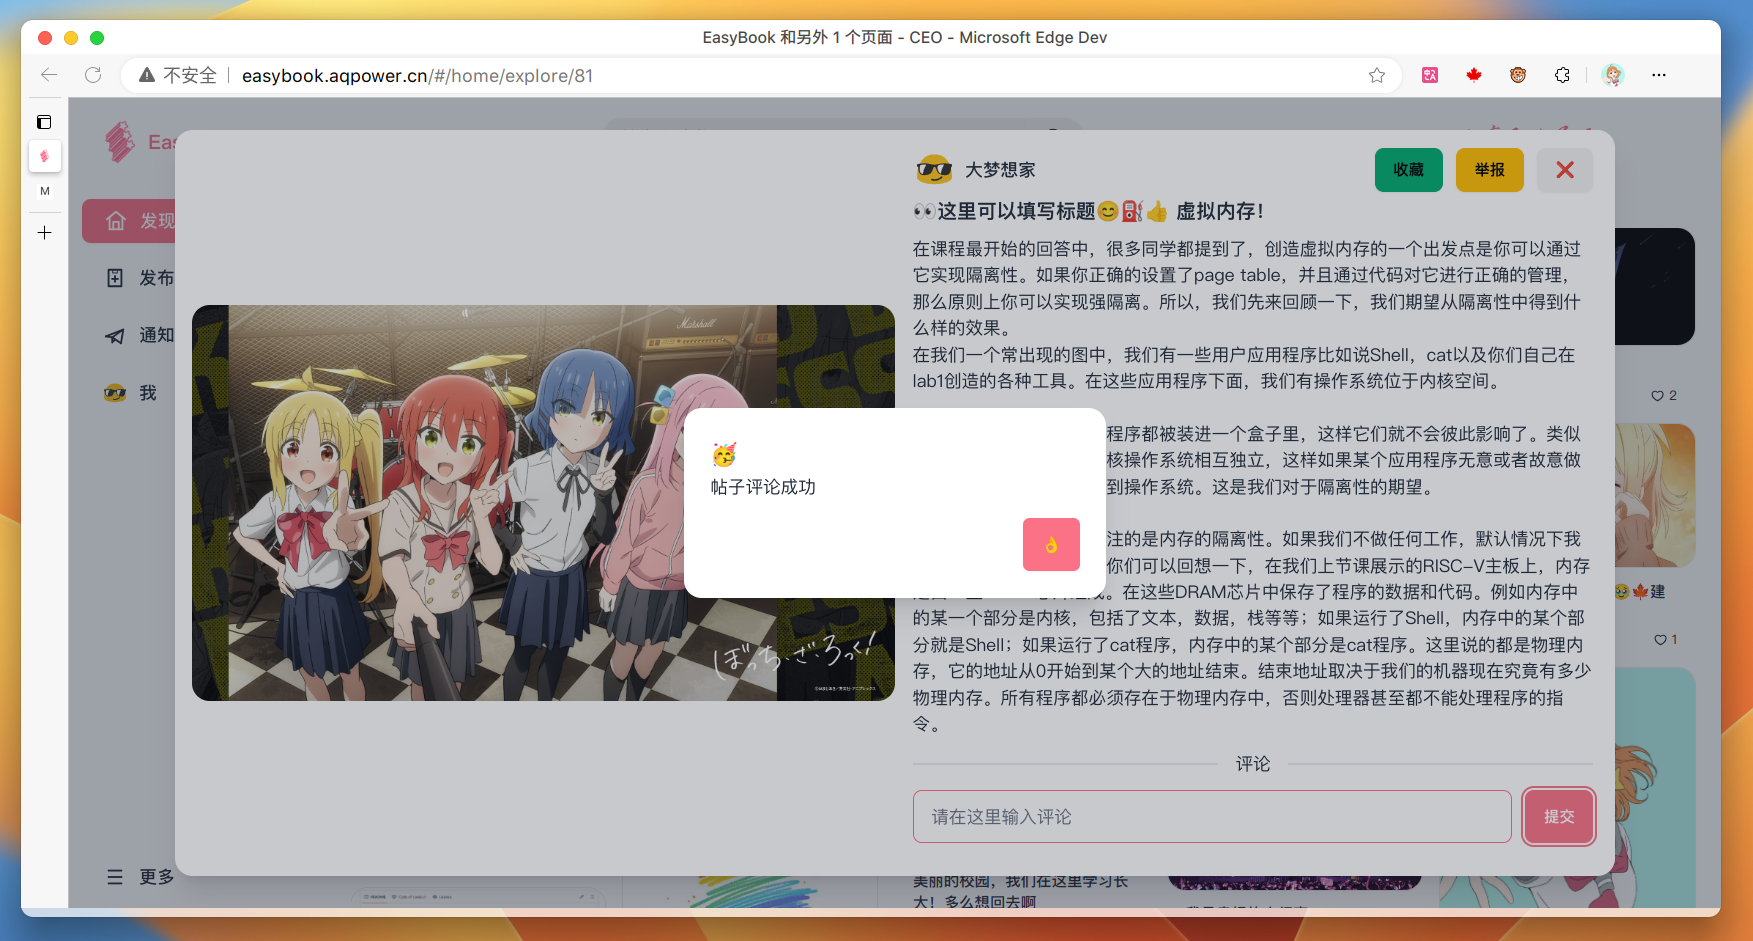 EasyBook 和另外 1 个页面 - CEO - Microsoft Edge Dev
不安全
easybook.aqpower.cn/#/home/explore/81
M
Eas
发现
发布
通知
我
更多
Marshall
ぼっち・ざ・ろっく!
大梦想家
收藏
举报
👀这里可以填写标题😊⛽👍 虚拟内存！
在课程最开始的回答中，很多同学都提到了，创造虚拟内存的一个出发点是你可以通过
它实现隔离性。如果你正确的设置了page table，并且通过代码对它进行正确的管理，
那么原则上你可以实现强隔离。所以，我们先来回顾一下，我们期望从隔离性中得到什
么样的效果。
在我们一个常出现的图中，我们有一些用户应用程序比如说Shell，cat以及你们自己在
lab1创造的各种工具。在这些应用程序下面，我们有操作系统位于内核空间。
程序都被装进一个盒子里，这样它们就不会彼此影响了。类似
核操作系统相互独立，这样如果某个应用程序无意或者故意做
到操作系统。这是我们对于隔离性的期望。
注的是内存的隔离性。如果我们不做任何工作，默认情况下我
你们可以回想一下，在我们上节课展示的RISC-V主板上，内存
。在这些DRAM芯片中保存了程序的数据和代码。例如内存中
的某一个部分是内核，包括了文本，数据，栈等等；如果运行了Shell，内存中的某个部
分就是Shell；如果运行了cat程序，内存中的某个部分是cat程序。这里说的都是物理内
存，它的地址从0开始到某个大的地址结束。结束地址取决于我们的机器现在究竟有多少
物理内存。所有程序都必须存在于物理内存中，否则处理器甚至都不能处理程序的指
令。
评论
请在这里输入评论
提交
🥳
帖子评论成功
👌
2
🥹🍁建
1
美丽的校园，我们在这里学习长
大！多么想回去啊